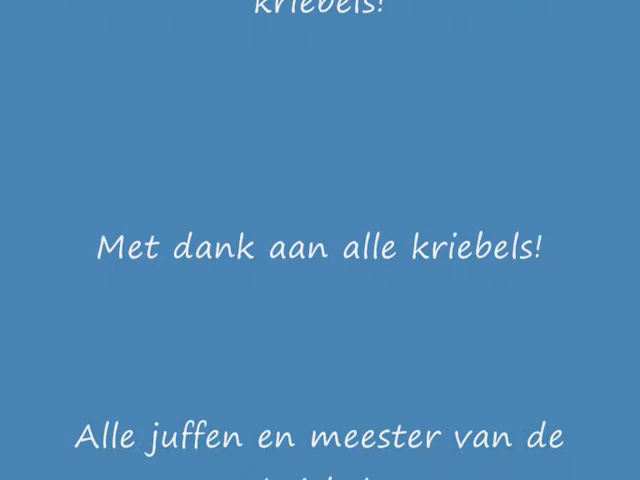 kriebels!
Met dank aan alle kriebels!
Alle juffen en meester van de